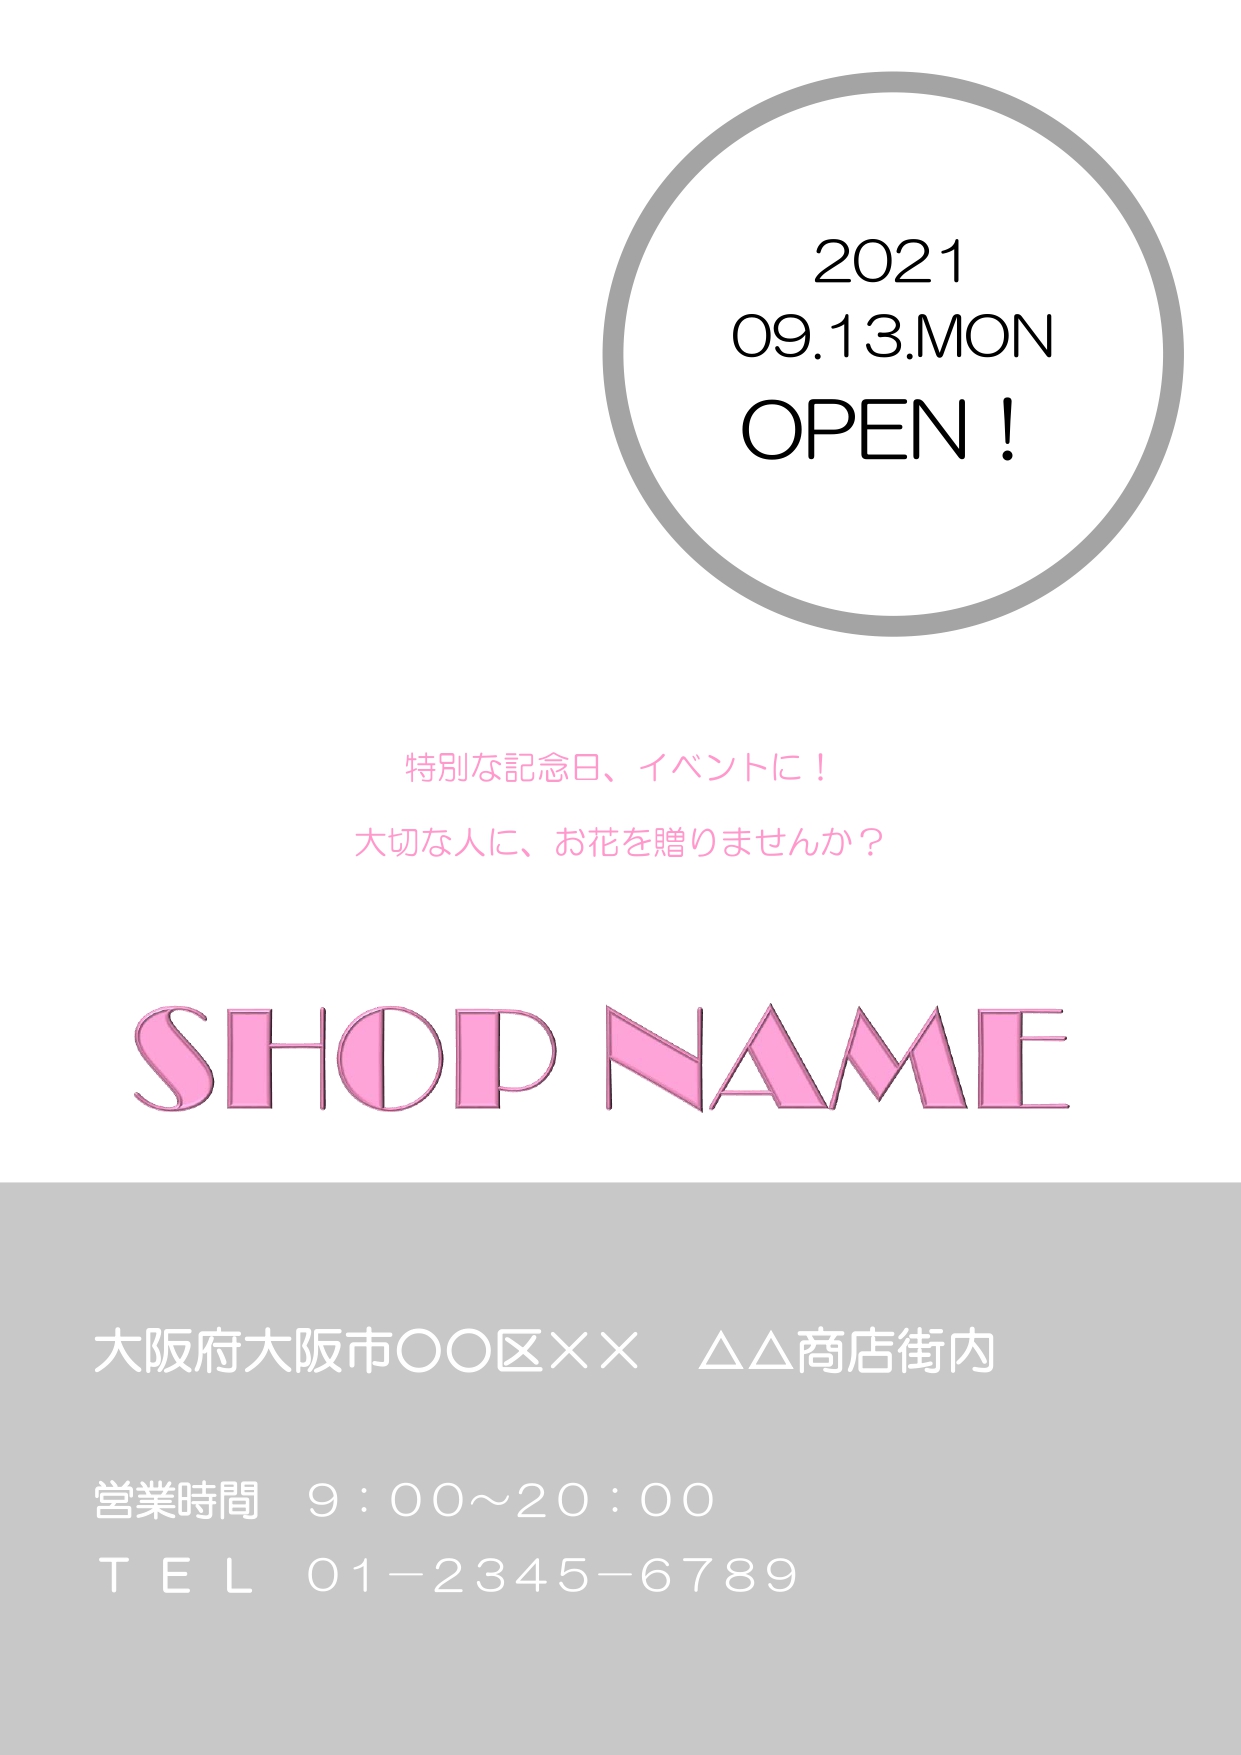 2021
09.13.MON
OPEN！
特別な記念日、イベントに！
大切な人に、お花を贈りませんか？
SHOP NAME
大阪府大阪市〇〇区××　△△商店街内
営業時間　９：００～２０：００
ＴＥＬ　０１－２３４５－６７８９